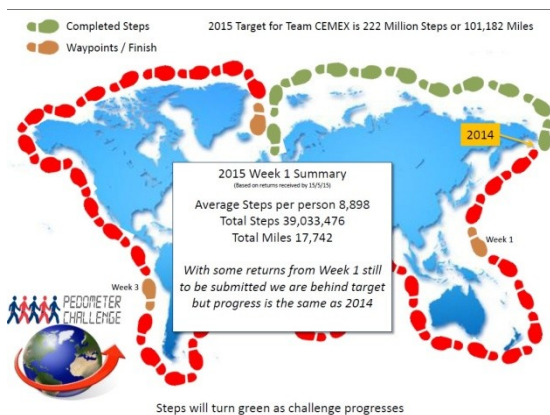 Completed Steps
2015 Target for Team CEMEX is 222 Million Steps or 101,182 Miles
Waypoints / Finish
2014
2015 Week 1 Summary
(Based on returns received by 15/5/15)
Average Steps per person 8,898
Total Steps 39,033,476
Total Miles 17,742
With some returns from Week 1 still
to be submitted we are behind target
but progress is the same as 2014
Week 1
Week 3
PEDOMETER
CHALLENGE
Steps will turn green as challenge progresses